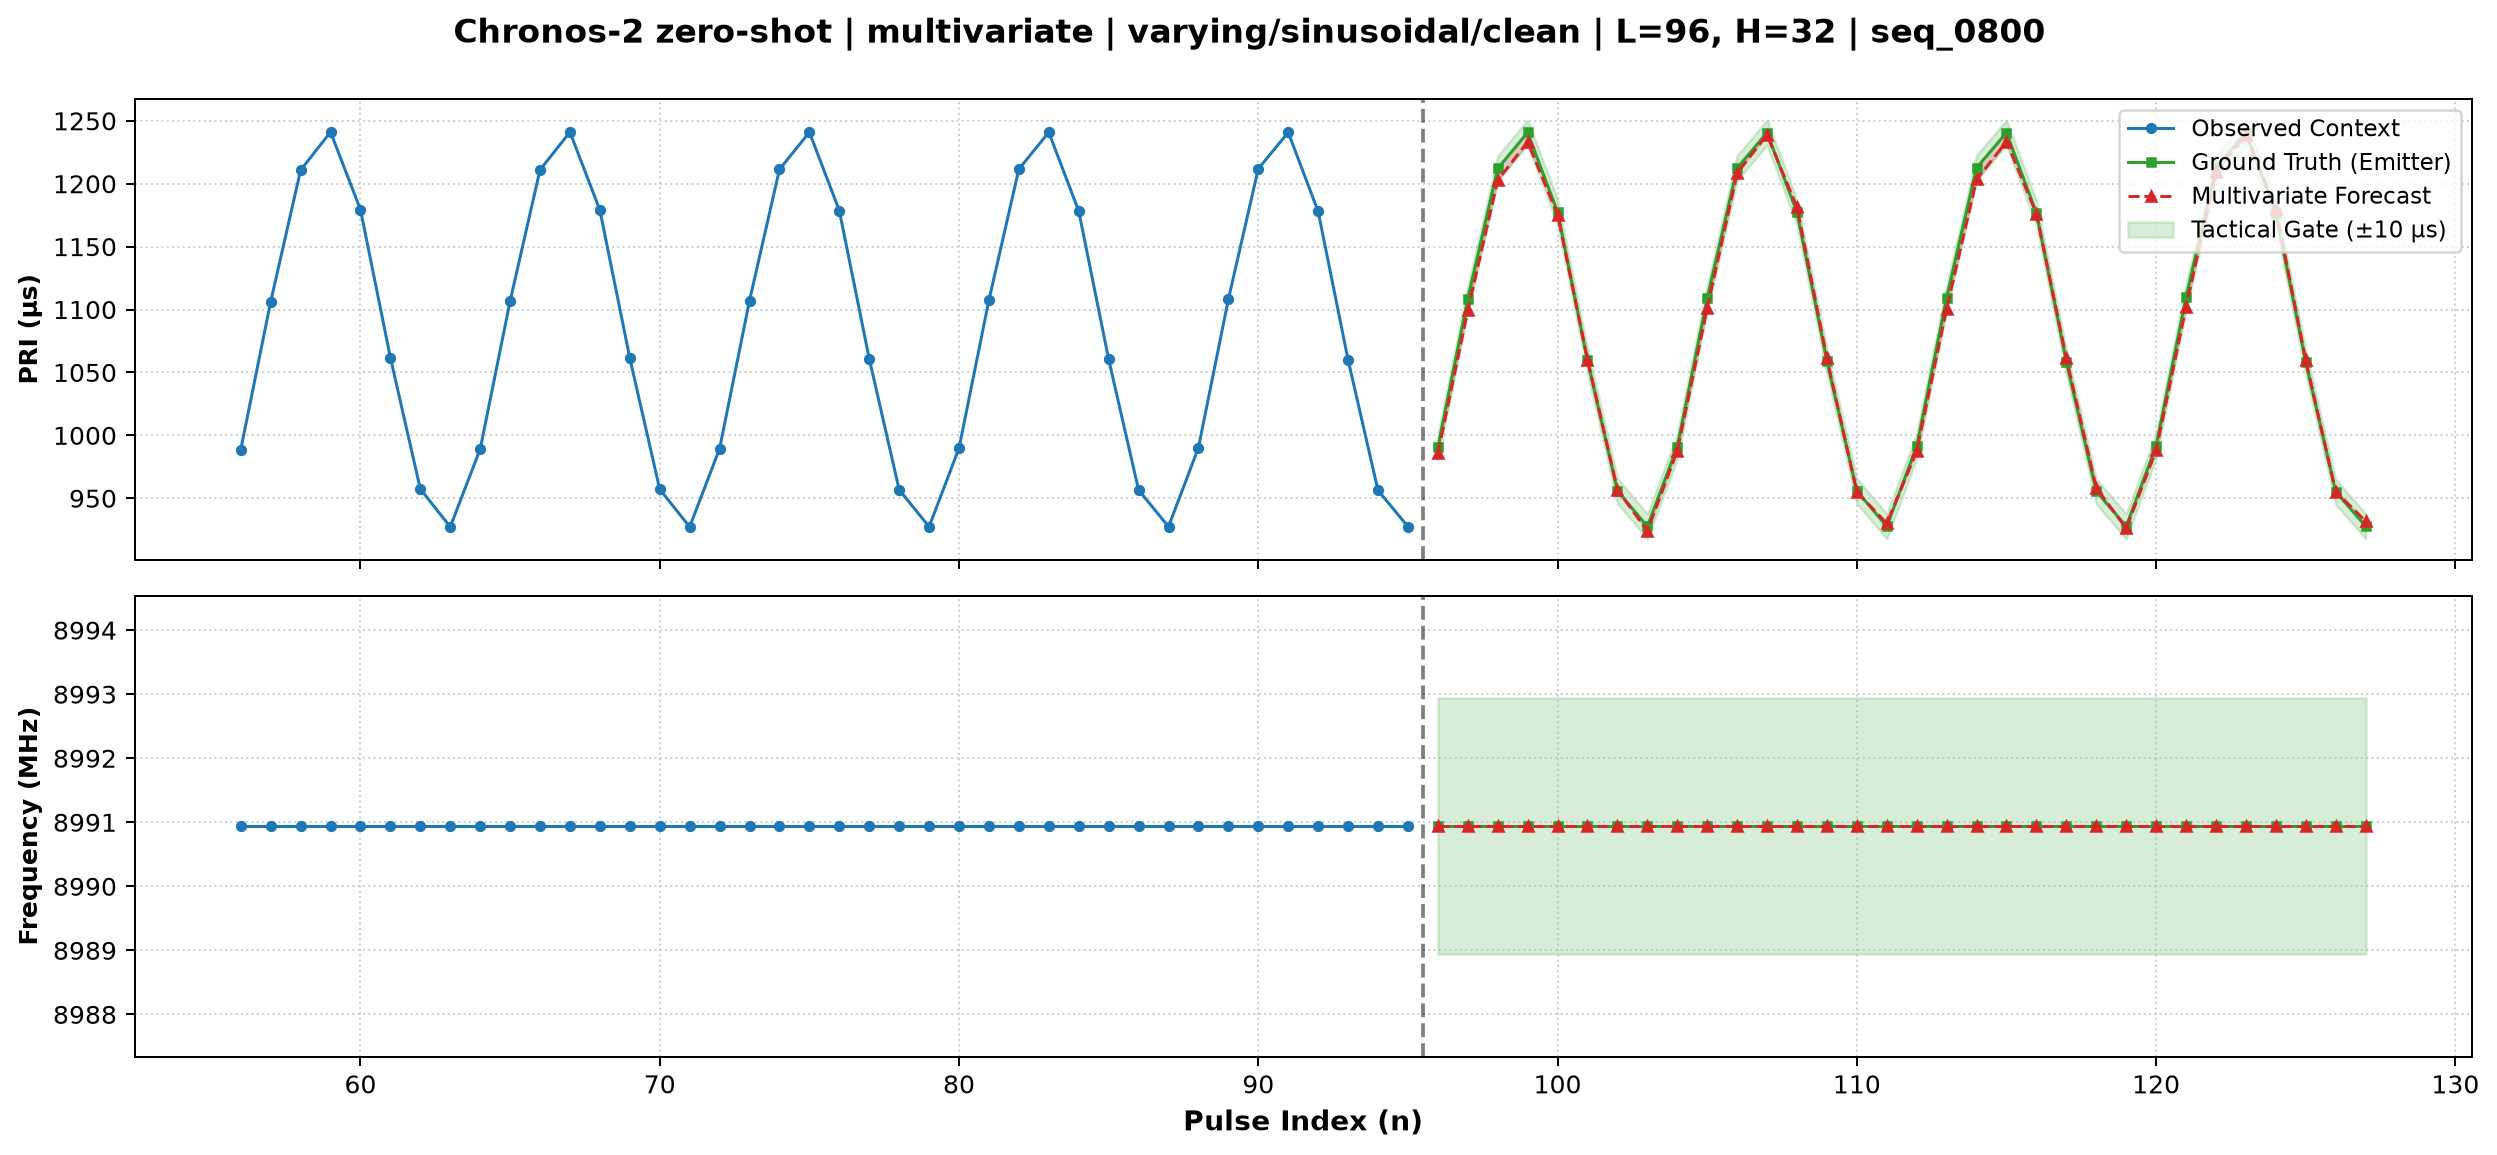 Chronos-2 zero-shot | multivariate | varying/sinusoidal/clean | L=96, H=32 | seq_0800
1250
1200
1150
1100
1050
1000
950
PRI (µs)
Observed Context
Ground Truth (Emitter)
Multivariate Forecast
Tactical Gate (±10 µs)
8994
8993
8992
8991
8990
8989
8988
Frequency (MHz)
60 70 80 90 100 110 120 130
Pulse Index (n)